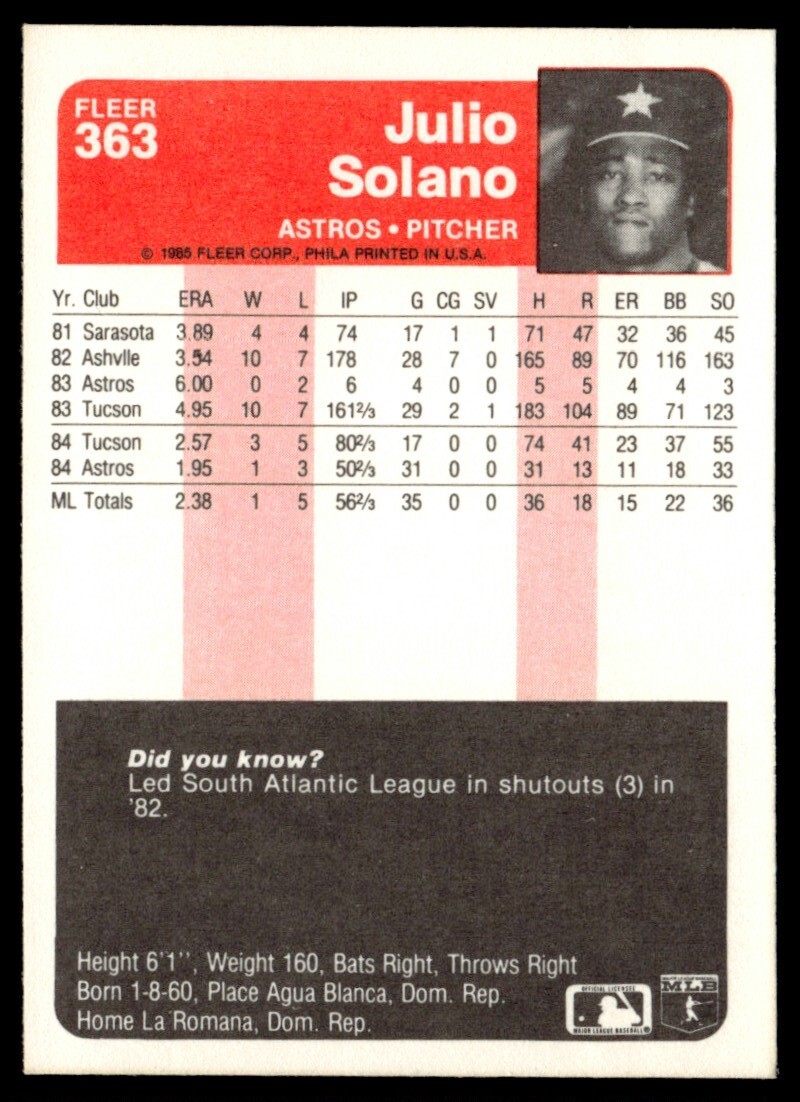 FLEER
363
Julio
Solano
ASTROS • PITCHER
© 1985 FLEER CORP., PHILA PRINTED IN U.S.A.
Yr. Club ERA W L IP G CG SV H R ER BB SO
81 Sarasota 3.89 4 4 74 17 1 1 71 47 32 36 45
82 Ashvlle 3.54 10 7 178 28 7 0 165 89 70 116 163
83 Astros 6.00 0 2 6 4 0 0 5 5 4 4 3
83 Tucson 4.95 10 7 161⅔ 29 2 1 183 104 89 71 123
84 Tucson 2.57 3 5 80⅔ 17 0 0 74 41 23 37 55
84 Astros 1.95 1 3 50⅔ 31 0 0 31 13 11 18 33
ML Totals 2.38 1 5 56⅔ 35 0 0 36 18 15 22 36
Did you know?
Led South Atlantic League in shutouts (3) in
'82.
Height 6'1'', Weight 160, Bats Right, Throws Right
Born 1-8-60, Place Agua Blanca, Dom. Rep.
Home La Romana, Dom. Rep.
OFFICIAL LICENSEE
MAJOR LEAGUE BASEBALL®
MLB